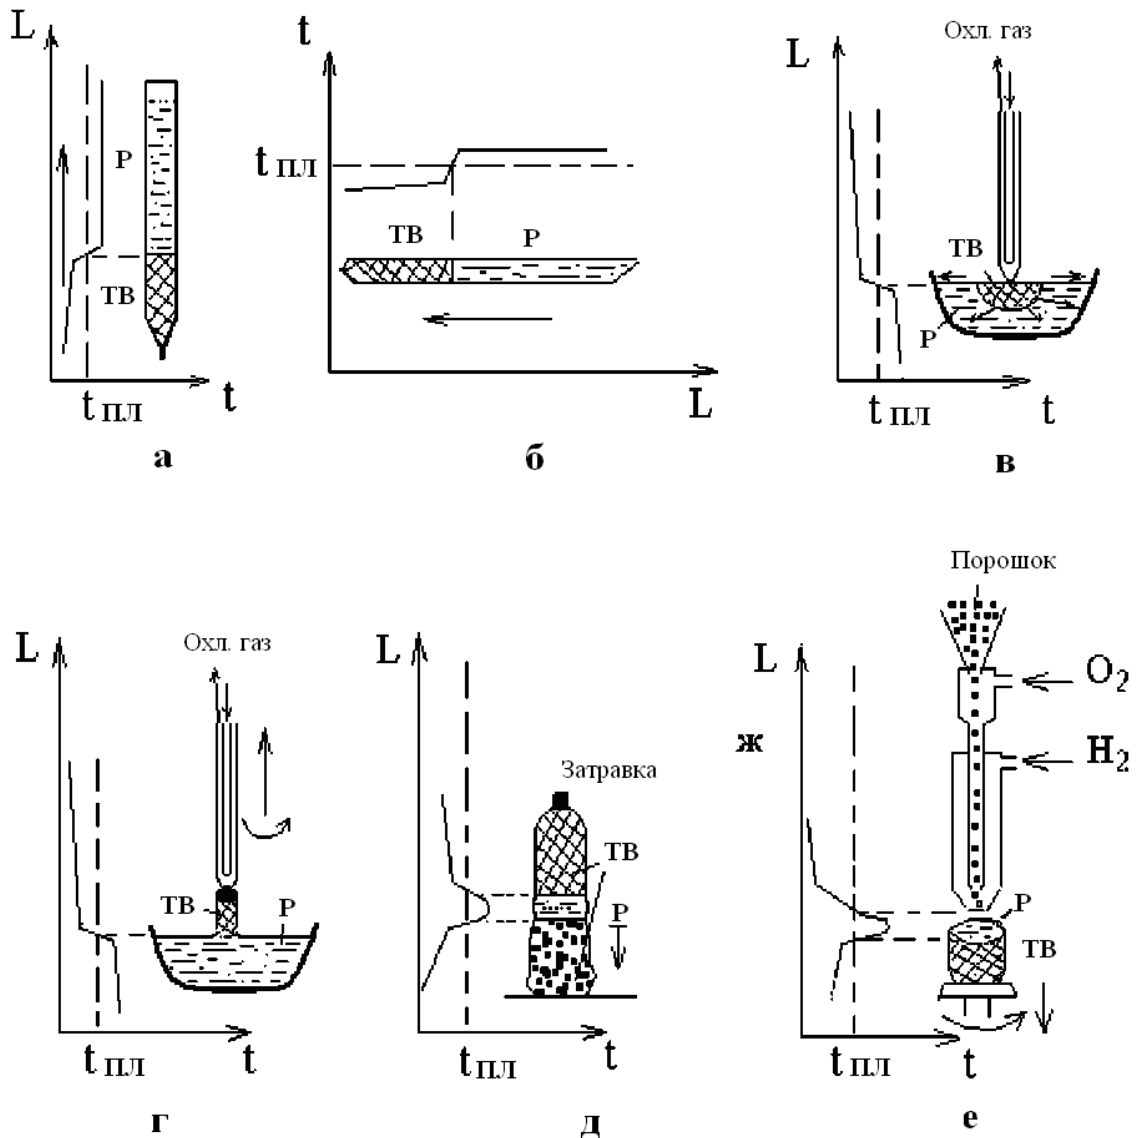 L
P
ТВ
t пл
t
а
t
t пл
ТВ
Р
L
б
Охл. газ
L
ТВ
Р
t пл
t
в
Охл. газ
L
ТВ
Р
t пл
t
г
L
Затравка
ТВ
Р
t пл
t
д
Порошок
L
O₂
ж
H₂
Р
ТВ
t пл
t
е